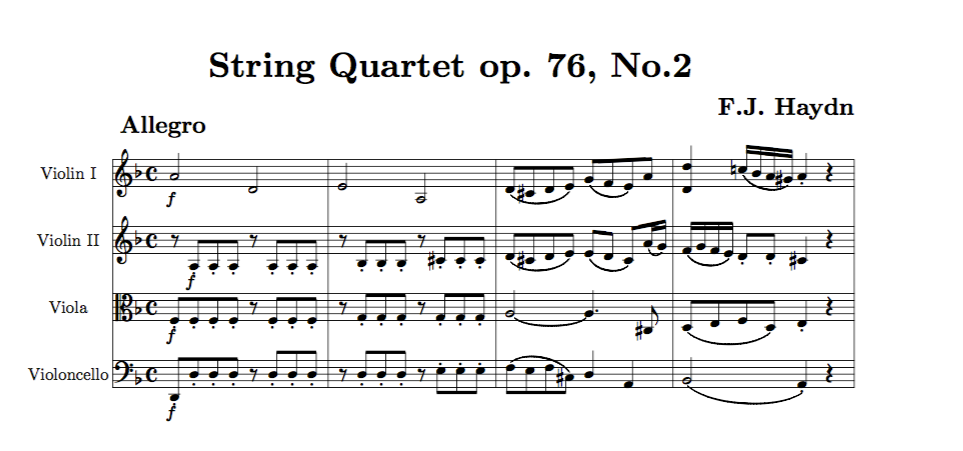 String Quartet op. 76, No.2
F.J. Haydn
Allegro
Violin I
f
Violin II
f
Viola
f
Violoncello
f